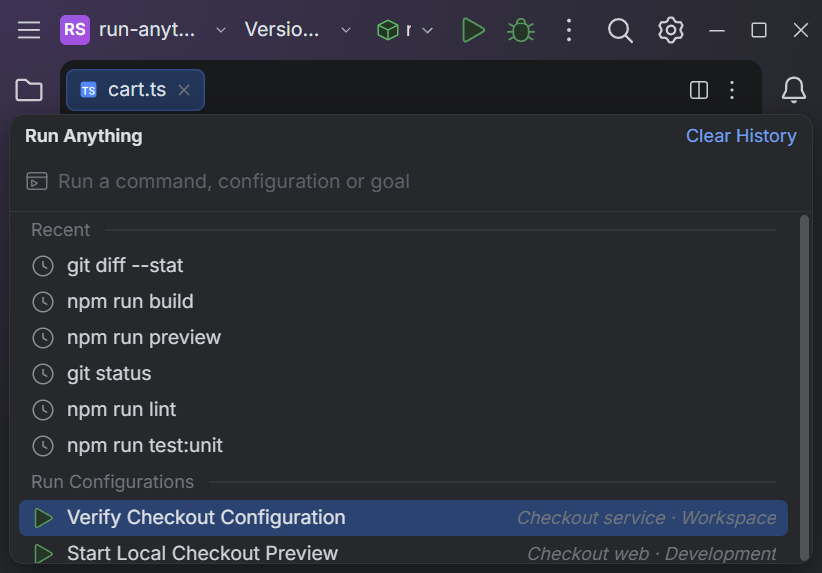 RS run-anyt... Versio... r
TS cart.ts
Run Anything Clear History
Run a command, configuration or goal
Recent
git diff --stat
npm run build
npm run preview
git status
npm run lint
npm run test:unit
Run Configurations
Verify Checkout Configuration Checkout service · Workspace
Start Local Checkout Preview Checkout web · Development